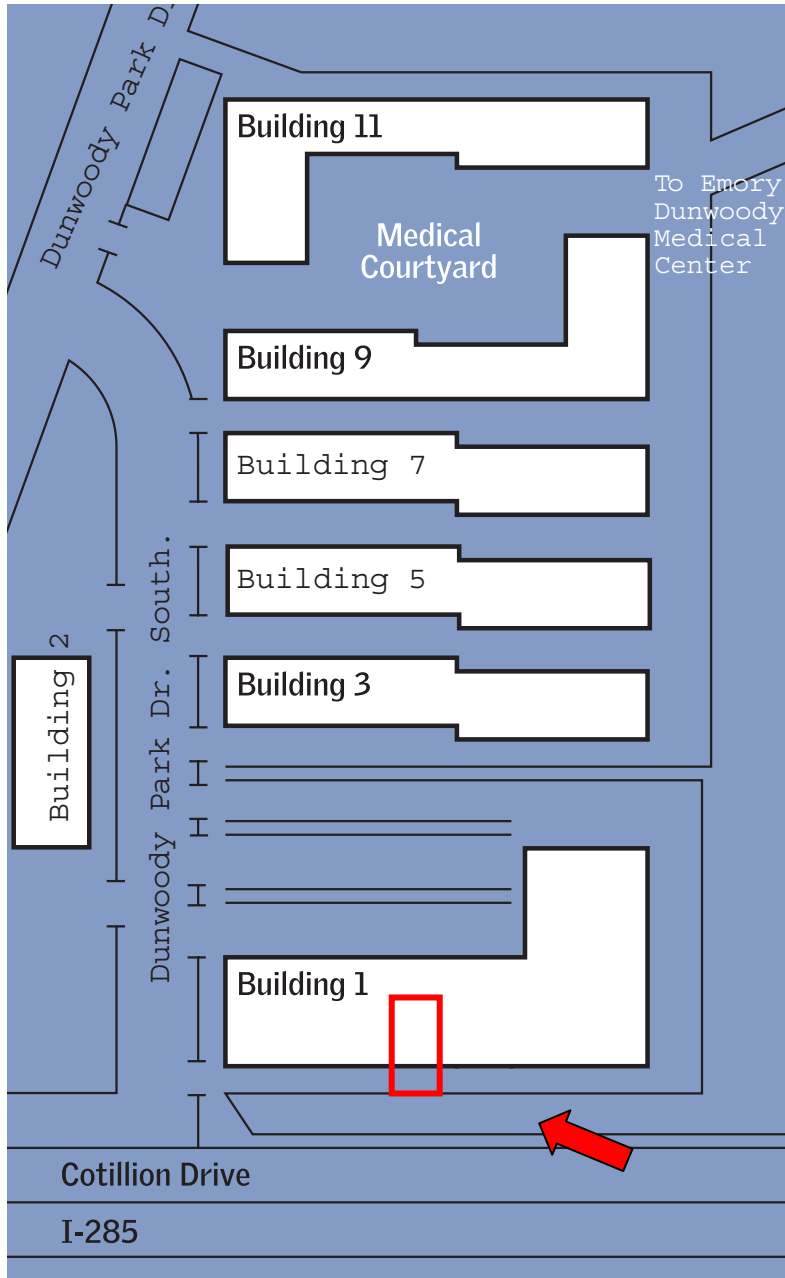 Dunwoody Park D
Building 11
To Emory
Dunwoody
Medical
Center
Medical
Courtyard
Building 9
Building 7
Building 5
Dunwoody Park Dr. South.
Building 2
Building 3
Building 1
Cotillion Drive
I-285